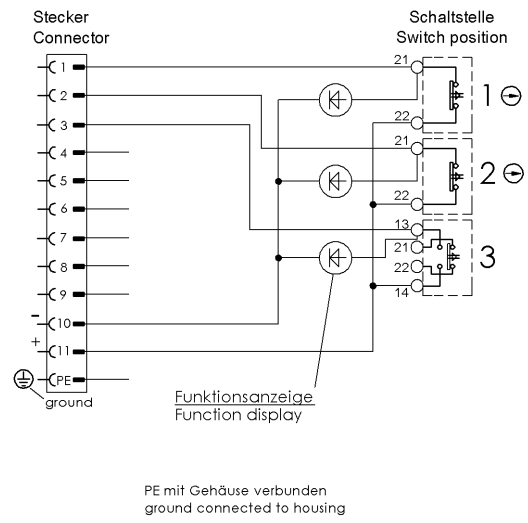 Stecker
Connector
Schaltstelle
Switch position
1
2
3
4
5
6
7
8
9
- 10
+ 11
PE
ground
21
22
1
21
22
2
13
21
22
14
3
Funktionsanzeige
Function display
PE mit Gehäuse verbunden
ground connected to housing